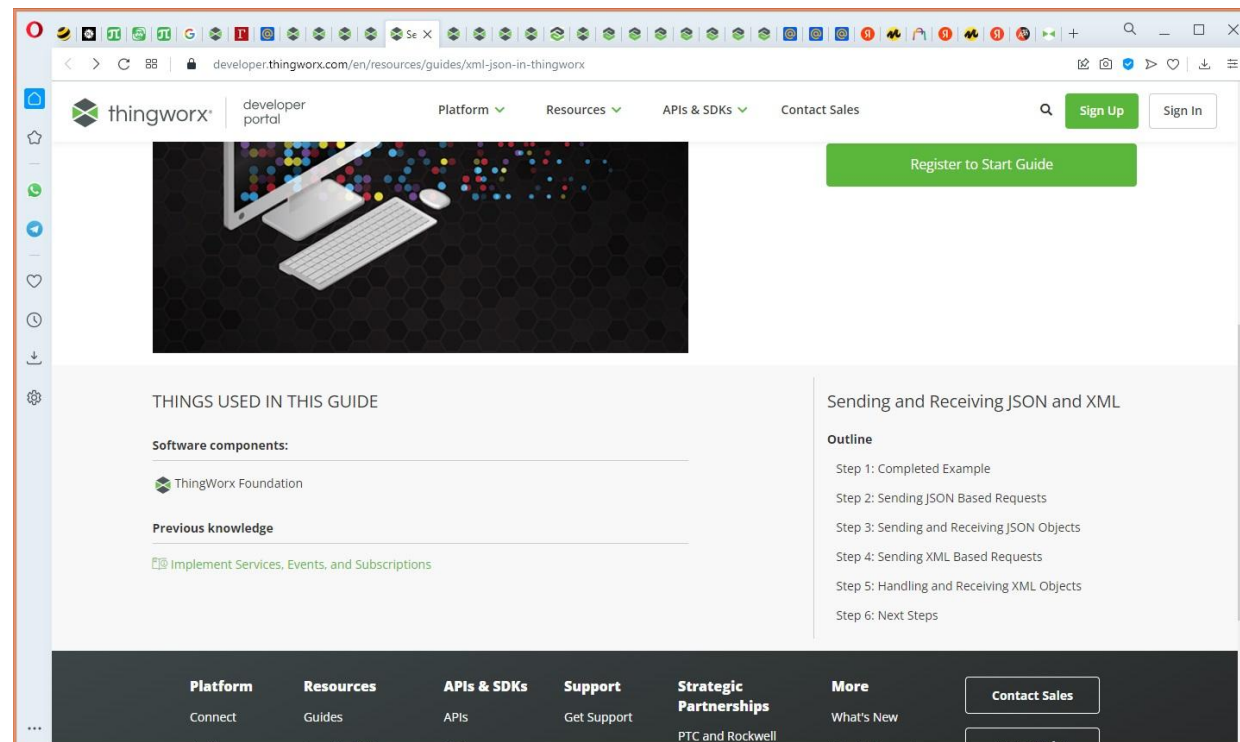 Se
developer.thingworx.com/en/resources/guides/xml-json-in-thingworx
thingworx
developer
portal
Platform
Resources
APIs & SDKs
Contact Sales
Sign Up
Sign In
Register to Start Guide
THINGS USED IN THIS GUIDE
Software components:
ThingWorx Foundation
Previous knowledge
Implement Services, Events, and Subscriptions
Sending and Receiving JSON and XML
Outline
Step 1: Completed Example
Step 2: Sending JSON Based Requests
Step 3: Sending and Receiving JSON Objects
Step 4: Sending XML Based Requests
Step 5: Handling and Receiving XML Objects
Step 6: Next Steps
Platform
Connect
Resources
Guides
APIs & SDKs
APIs
Support
Get Support
Strategic
Partnerships
PTC and Rockwell
More
What's New
Contact Sales